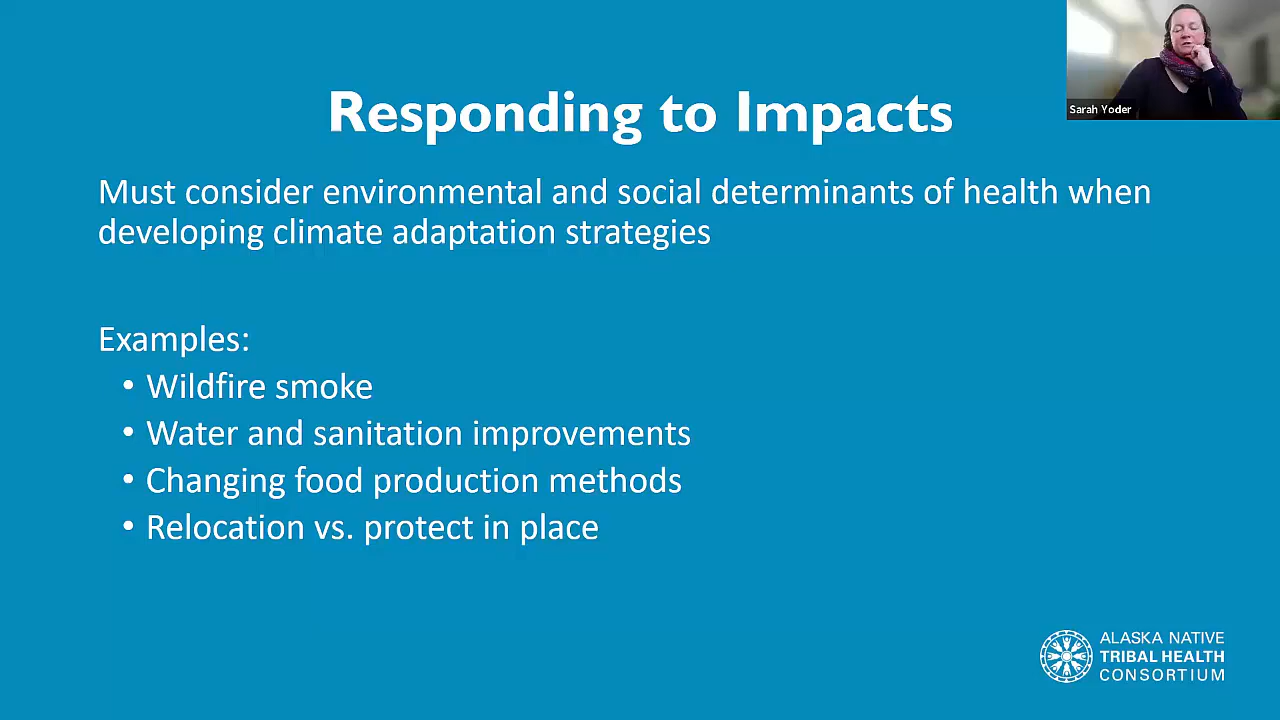 Responding to Impacts
Sarah Yoder
Must consider environmental and social determinants of health when
developing climate adaptation strategies
Examples:
• Wildfire smoke
• Water and sanitation improvements
• Changing food production methods
• Relocation vs. protect in place
ALASKA NATIVE
TRIBAL HEALTH
CONSORTIUM